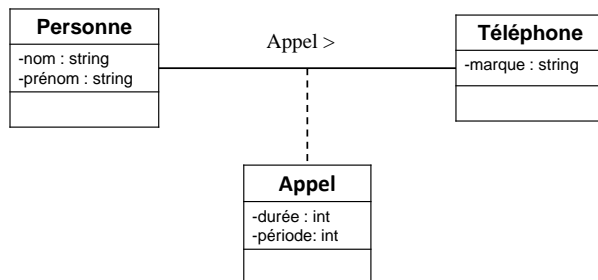 Personne
-nom : string
-prénom : string
Appel >
Téléphone
-marque : string
Appel
-durée : int
-période: int